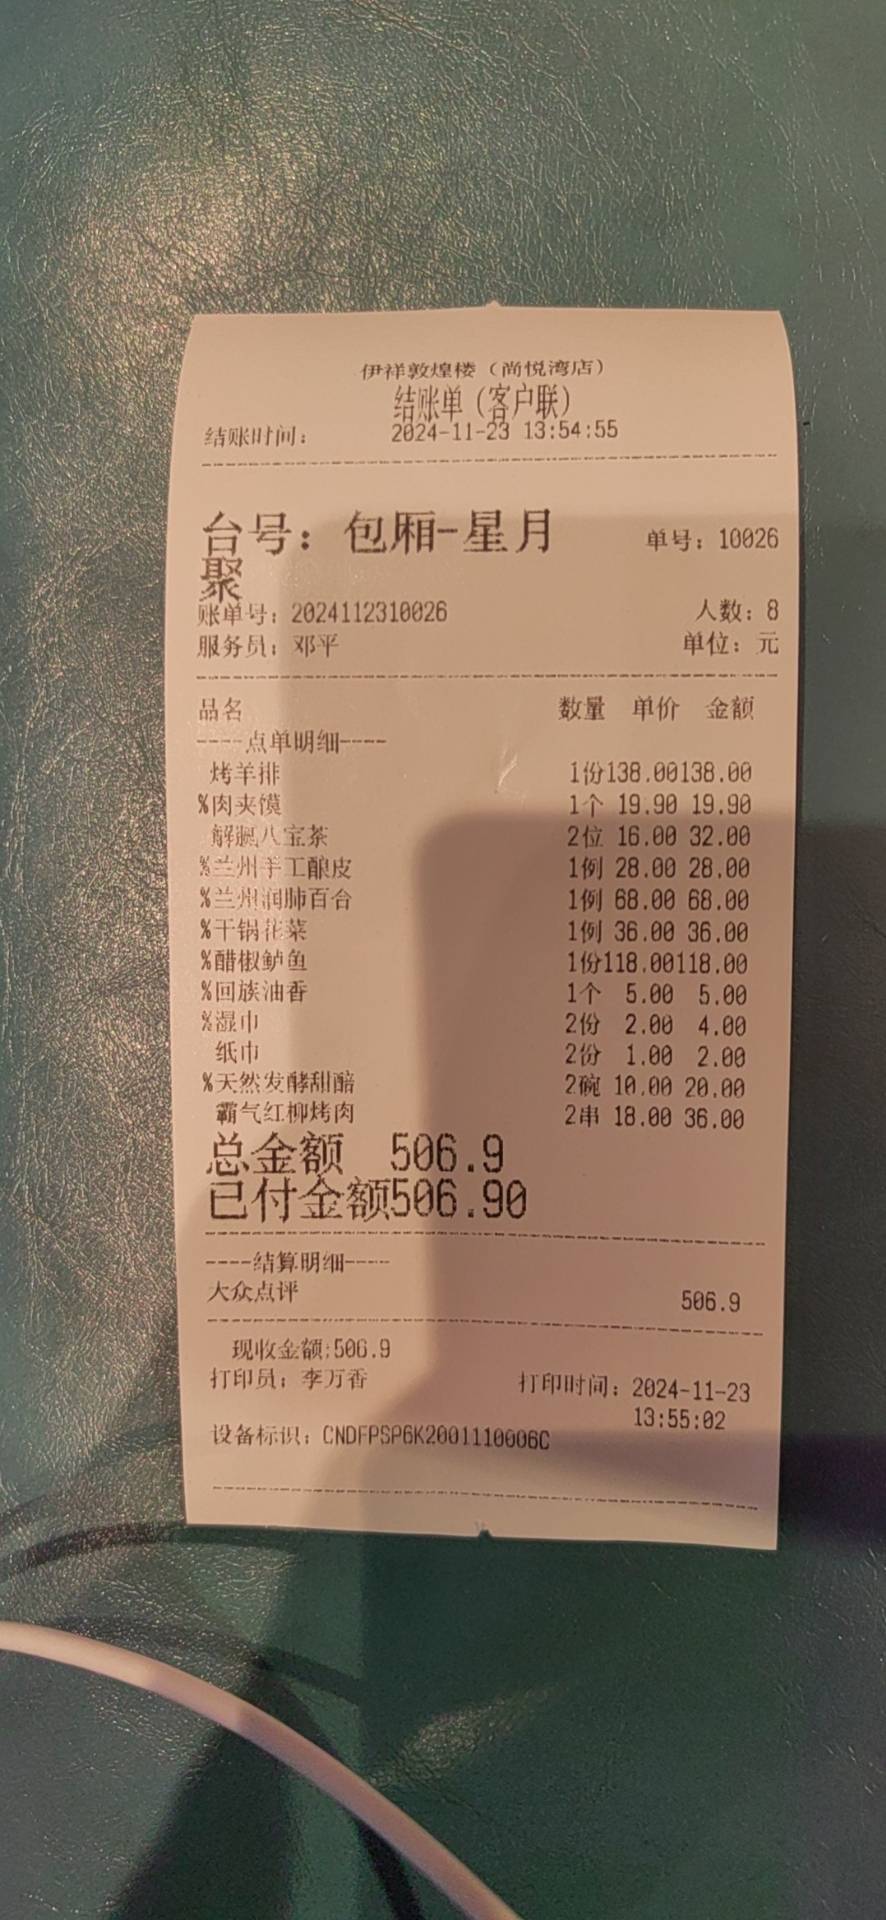 伊祥敦煌楼（尚悦湾店）
结账单（客户联）
结账时间： 2024-11-23 13:54:55
台号：包厢-星月 单号：10026
聚
账单号：2024112310026 人数：8
服务员：邓平 单位：元
品名 数量 单价 金额
----点单明细----
烤羊排 1份138.00138.00
%肉夹馍 1个 19.90 19.90
解腻八宝茶 2位 16.00 32.00
%兰州手工酿皮 1例 28.00 28.00
%兰州润肺百合 1例 68.00 68.00
%干锅花菜 1例 36.00 36.00
%醋椒鲈鱼 1份118.00118.00
%回族油香 1个 5.00 5.00
%湿巾 2份 2.00 4.00
纸巾 2份 1.00 2.00
%天然发酵甜醅 2碗 10.00 20.00
霸气红柳烤肉 2串 18.00 36.00
总金额 506.9
已付金额506.90
----结算明细----
大众点评 506.9
现收金额:506.9
打印员：李万香 打印时间：2024-11-23
13:55:02
设备标识：CNDFPSP6K2001110006C